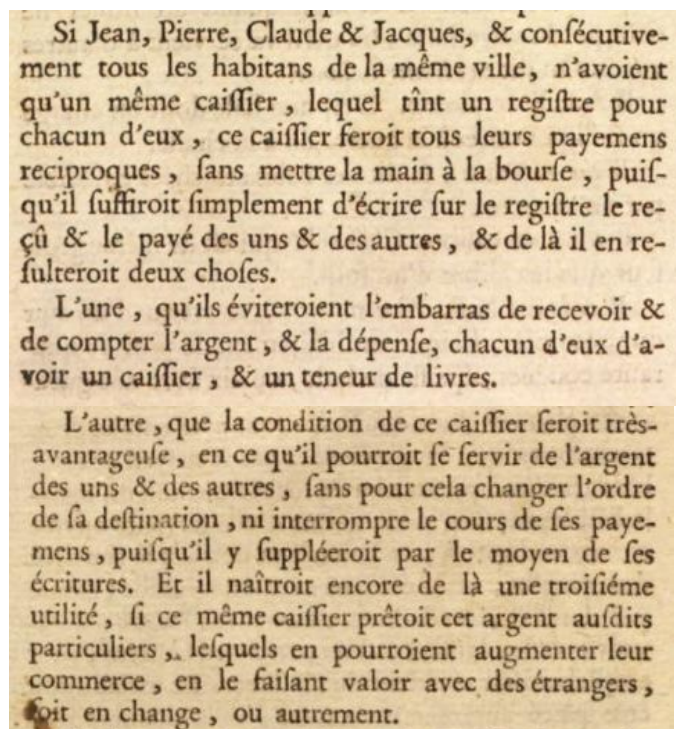 Si Jean, Pierre, Claude & Jacques, & conſécutive-
ment tous les habitans de la même ville, n'avoient
qu'un même caiſſier, lequel tînt un regiſtre pour
chacun d'eux, ce caiſſier feroit tous leurs payemens
reciproques, ſans mettre la main à la bourſe, puiſ-
qu'il ſuffiroit ſimplement d'écrire ſur le regiſtre le re-
çû & le payé des uns & des autres, & de là il en re-
ſulteroit deux choſes.
L'une, qu'ils éviteroient l'embarras de recevoir &
de compter l'argent, & la dépenſe, chacun d'eux d'a-
voir un caiſſier, & un teneur de livres.
L'autre, que la condition de ce caiſſier ſeroit très-
avantageuſe, en ce qu'il pourroit ſe ſervir de l'argent
des uns & des autres, ſans pour cela changer l'ordre
de ſa deſtination, ni interrompre le cours de ſes paye-
mens, puiſqu'il y ſuppléeroit par le moyen de ſes
écritures. Et il naîtroit encore de là une troiſiéme
utilité, ſi ce même caiſſier prêtoit cet argent auſdits
particuliers, leſquels en pourroient augmenter leur
commerce, en le faiſant valoir avec des étrangers,
ſoit en change, ou autrement.